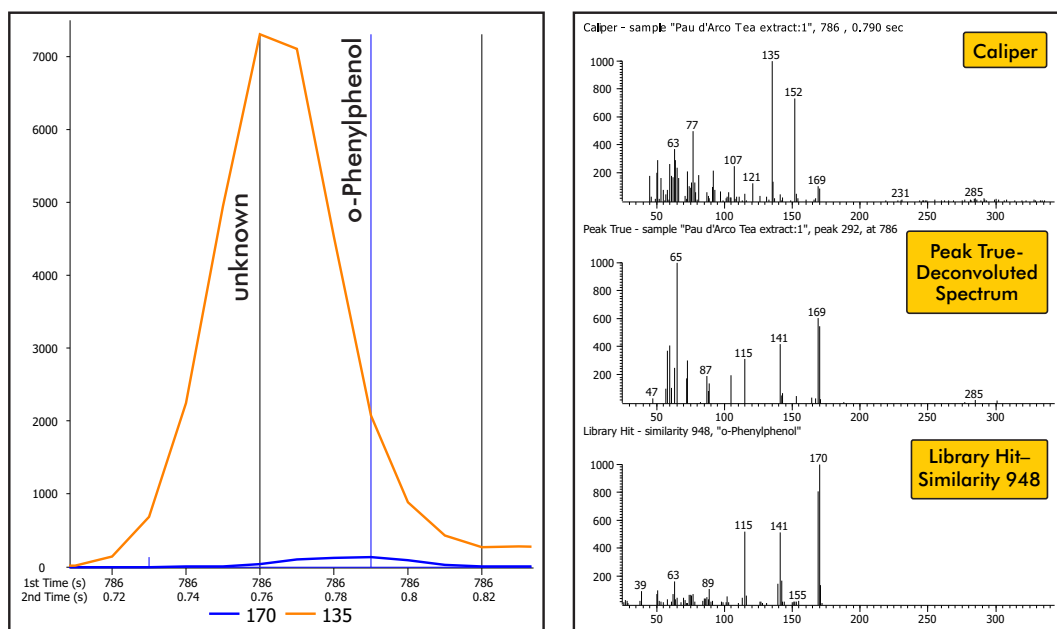 7000
6000
5000
4000
3000
2000
1000
0
unknown
o-Phenylphenol
1st Time (s) 786 786 786 786 786 786
2nd Time (s) 0.72 0.74 0.76 0.78 0.8 0.82
170 135
Caliper - sample "Pau d'Arco Tea extract:1", 786 , 0.790 sec
Caliper
1000
800
600
400
200
63 77 107 121 135 152 169 231 285
50 100 150 200 250 300
Peak True - sample "Pau d'Arco Tea extract:1", peak 292, at 786
Peak True-
Deconvoluted
Spectrum
1000
800
600
400
200
47 65 87 115 141 169 285
50 100 150 200 250 300
Library Hit - similarity 948, "o-Phenylphenol"
Library Hit–
Similarity 948
1000
800
600
400
200
39 63 89 115 141 155 170
50 100 150 200 250 300